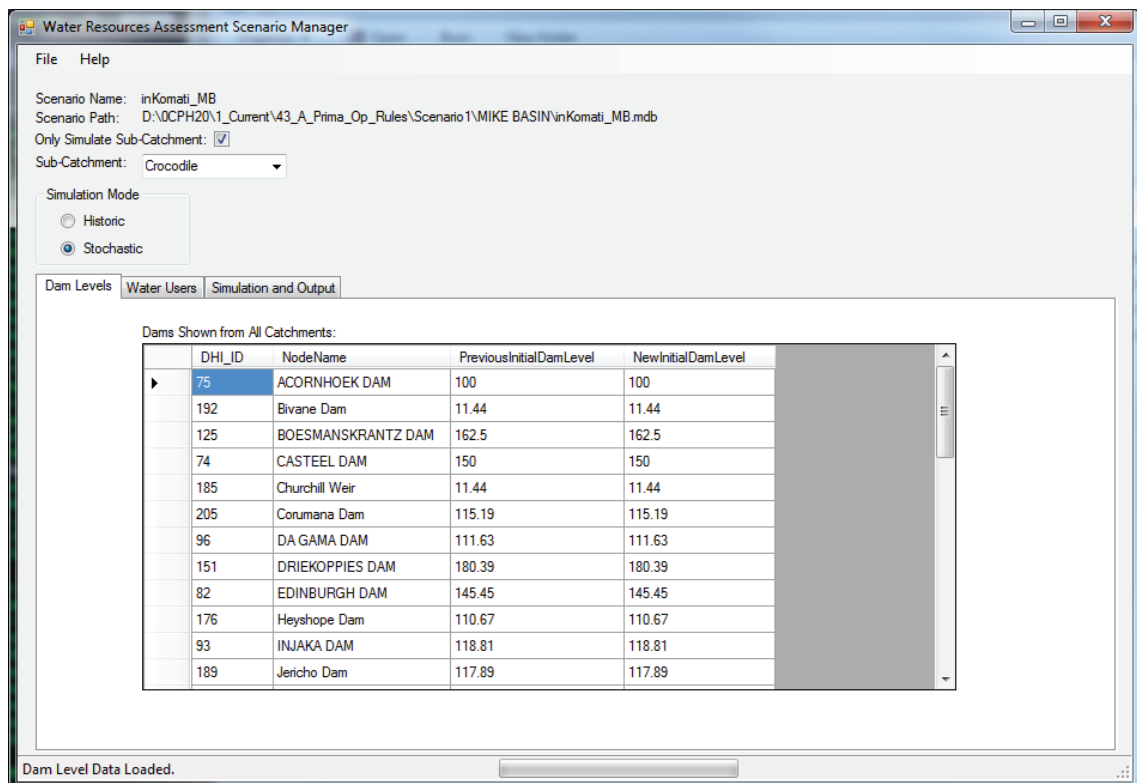 Water Resources Assessment Scenario Manager
File Help
Scenario Name: inKomati_MB
Scenario Path: D:\0CPH20\1_Current\43_A_Prima_Op_Rules\Scenario1\MIKE BASIN\inKomati_MB.mdb
Only Simulate Sub-Catchment:
Sub-Catchment: Crocodile
Simulation Mode
Historic
Stochastic
Dam Levels Water Users Simulation and Output
Dams Shown from All Catchments:
DHI_ID NodeName PreviousInitialDamLevel NewInitialDamLevel
75 ACORNHOEK DAM 100 100
192 Bivane Dam 11.44 11.44
125 BOESMANSKRANTZ DAM 162.5 162.5
74 CASTEEL DAM 150 150
185 Churchill Weir 11.44 11.44
205 Corumana Dam 115.19 115.19
96 DA GAMA DAM 111.63 111.63
151 DRIEKOPPIES DAM 180.39 180.39
82 EDINBURGH DAM 145.45 145.45
176 Heyshope Dam 110.67 110.67
93 INJAKA DAM 118.81 118.81
189 Jericho Dam 117.89 117.89
Dam Level Data Loaded.